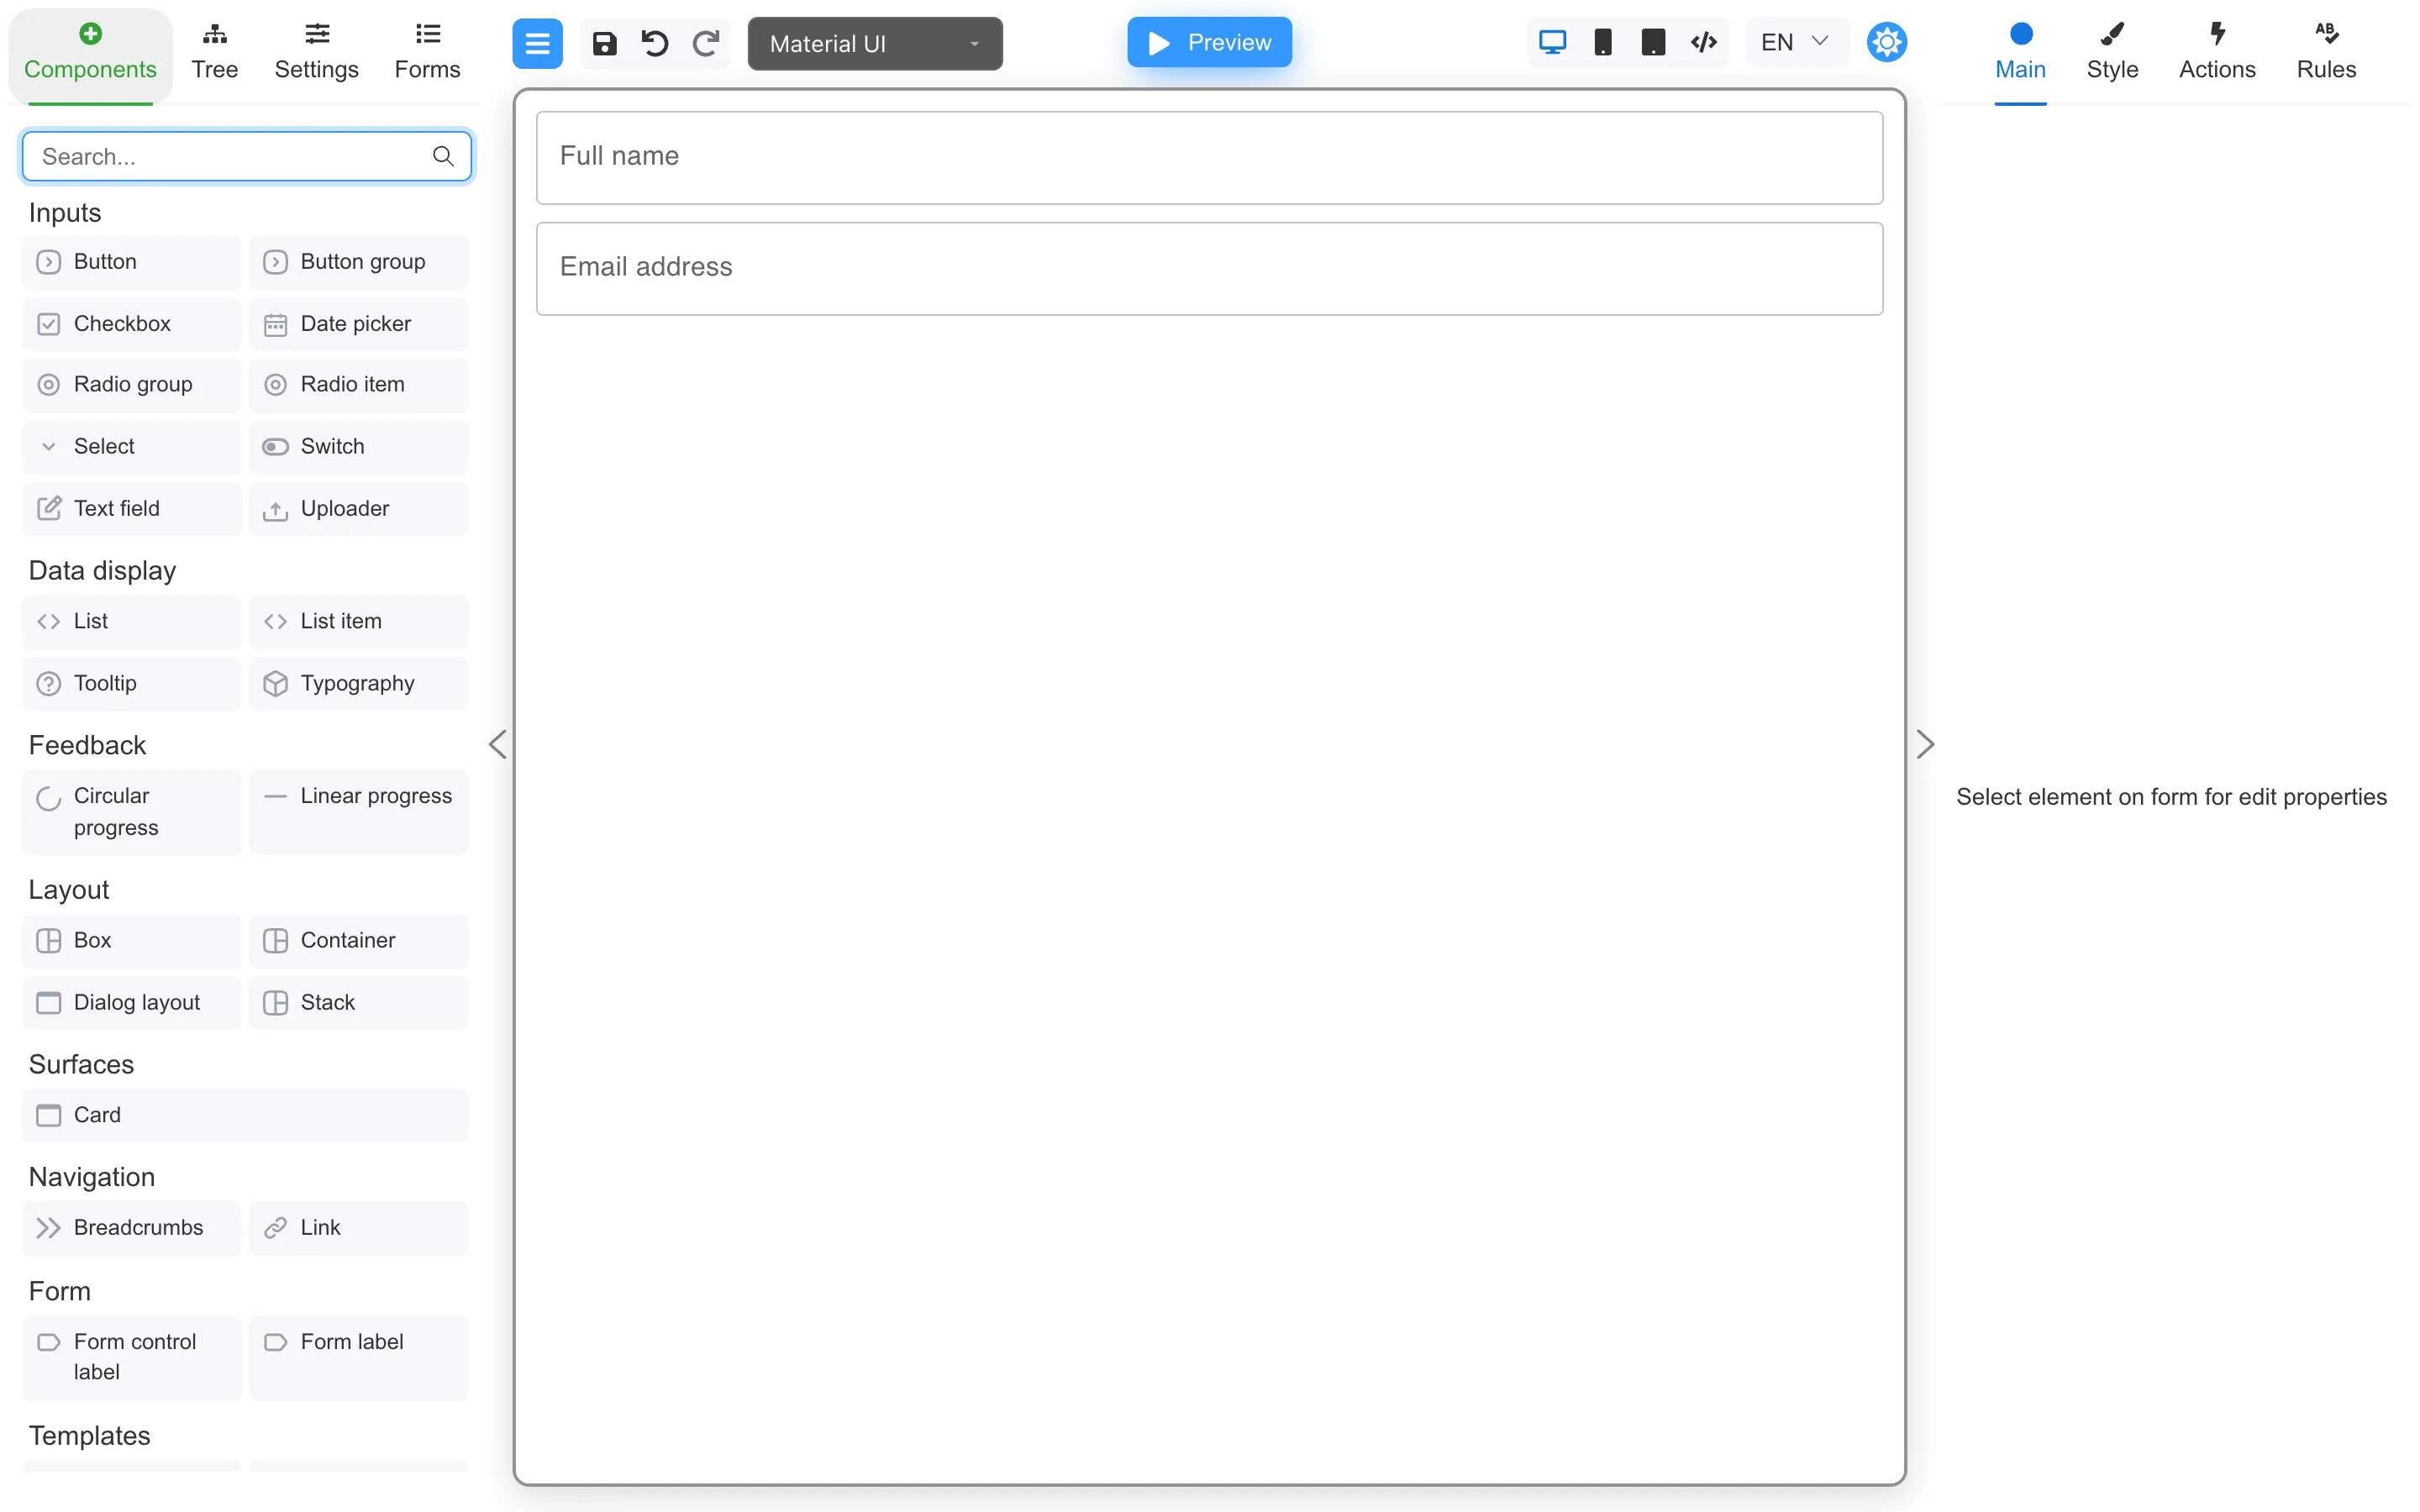 Components
Tree
Settings
Forms
Material UI
Preview
EN
Main
Style
Actions
AB
Rules
Search...
Inputs
Button
Button group
Checkbox
Date picker
Radio group
Radio item
Select
Switch
Text field
Uploader
Data display
List
List item
Tooltip
Typography
Feedback
Circular
progress
Linear progress
Layout
Box
Container
Dialog layout
Stack
Surfaces
Card
Navigation
Breadcrumbs
Link
Form
Form control
label
Form label
Templates
Full name
Email address
Select element on form for edit properties